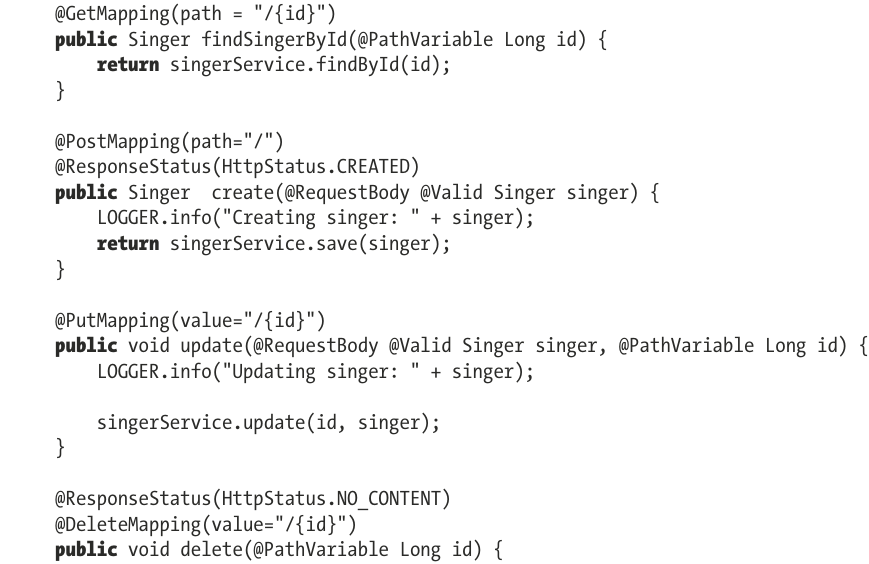 @GetMapping(path = "/{id}")
public Singer findSingerById(@PathVariable Long id) {
    return singerService.findById(id);
}

@PostMapping(path="/")
@ResponseStatus(HttpStatus.CREATED)
public Singer  create(@RequestBody @Valid Singer singer) {
    LOGGER.info("Creating singer: " + singer);
    return singerService.save(singer);
}

@PutMapping(value="/{id}")
public void update(@RequestBody @Valid Singer singer, @PathVariable Long id) {
    LOGGER.info("Updating singer: " + singer);

    singerService.update(id, singer);
}

@ResponseStatus(HttpStatus.NO_CONTENT)
@DeleteMapping(value="/{id}")
public void delete(@PathVariable Long id) {